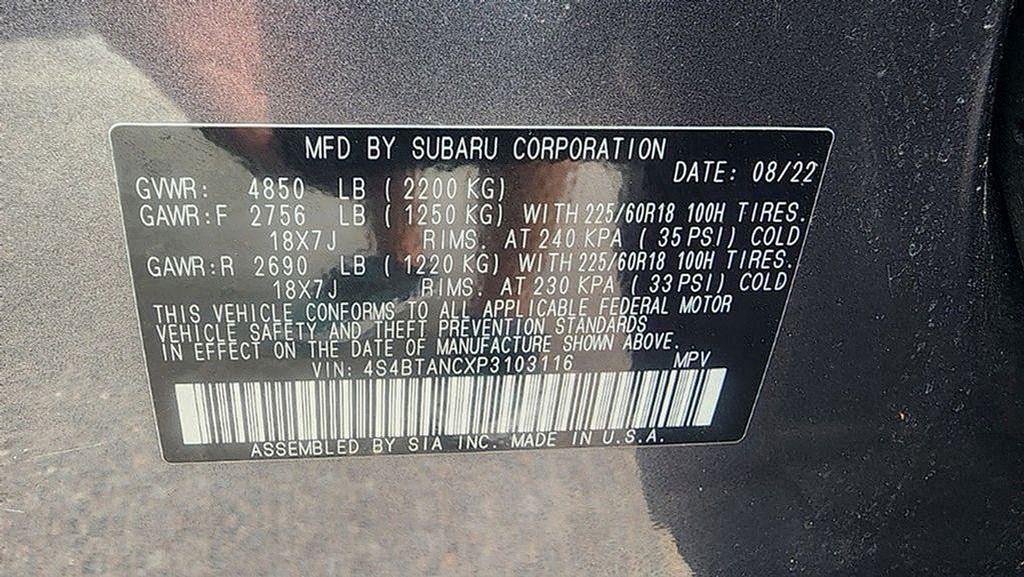 MFD BY SUBARU CORPORATION
DATE: 08/22
GVWR: 4850 LB ( 2200 KG)
GAWR:F 2756 LB ( 1250 KG) WITH 225/60R18 100H TIRES.
18X7J RIMS. AT 240 KPA ( 35 PSI) COLD
GAWR:R 2690 LB ( 1220 KG) WITH 225/60R18 100H TIRES.
18X7J RIMS. AT 230 KPA ( 33 PSI) COLD
THIS VEHICLE CONFORMS TO ALL APPLICABLE FEDERAL MOTOR
VEHICLE SAFETY AND THEFT PREVENTION STANDARDS
IN EFFECT ON THE DATE OF MANUFACTURE SHOWN ABOVE.
VIN: 4S4BTANCXP3103116 MPV
ASSEMBLED BY SIA INC. MADE IN U.S.A.